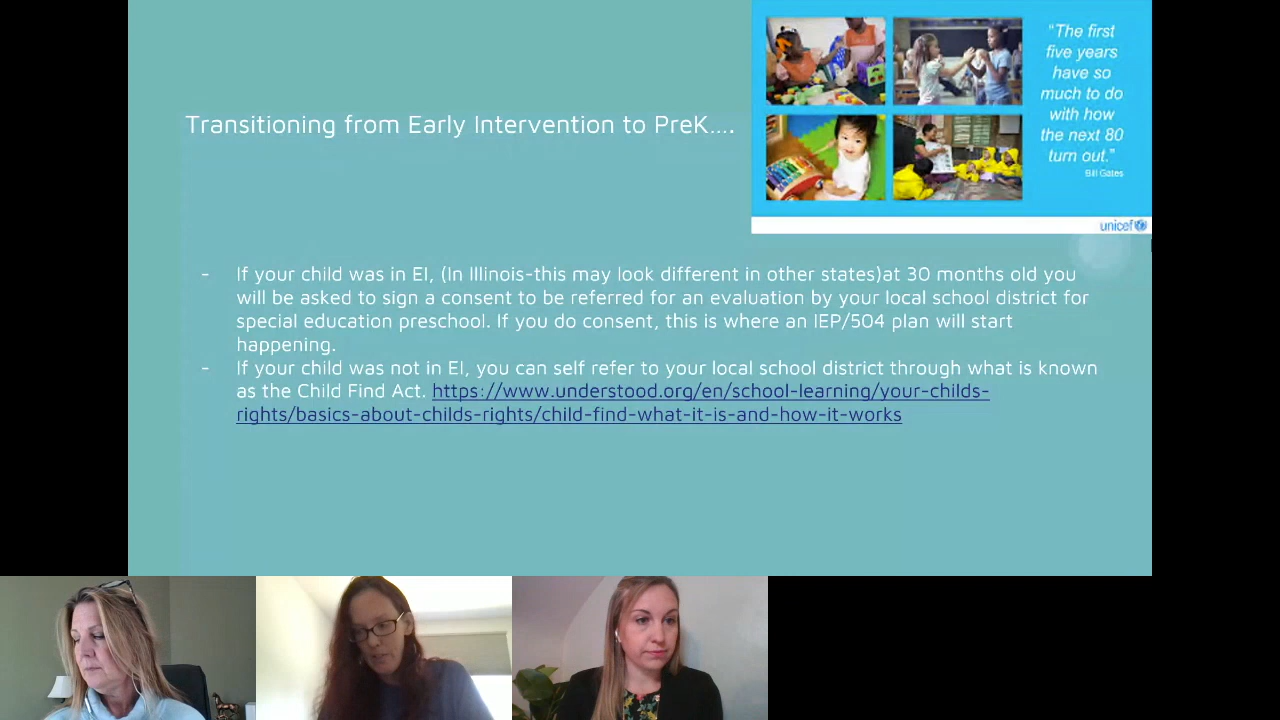 Transitioning from Early Intervention to PreK....
"The first
five years
have so
much to do
with how
the next 80
turn out."
Bill Gates
unicef
- If your child was in EI, (In Illinois-this may look different in other states)at 30 months old you
will be asked to sign a consent to be referred for an evaluation by your local school district for
special education preschool. If you do consent, this is where an IEP/504 plan will start
happening.
- If your child was not in EI, you can self refer to your local school district through what is known
as the Child Find Act. https://www.understood.org/en/school-learning/your-childs-
rights/basics-about-childs-rights/child-find-what-it-is-and-how-it-works